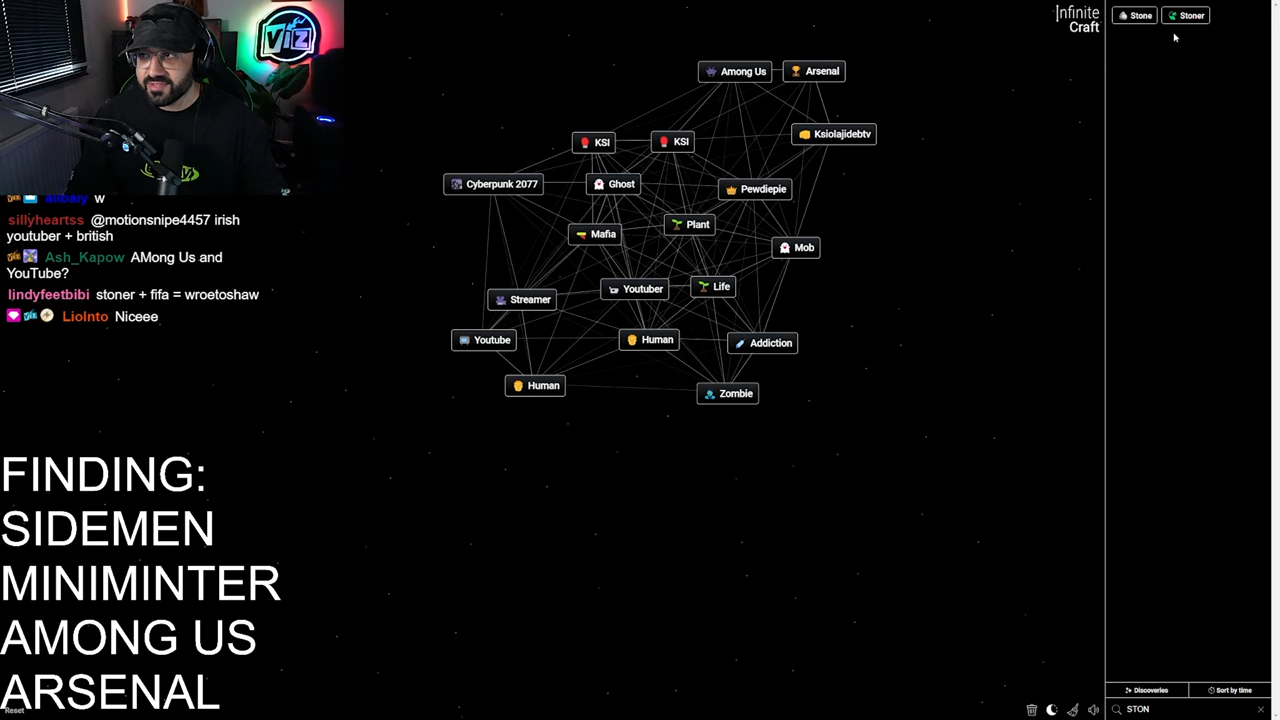 VIZ
Infinite
Craft
Stone
Stoner
Among Us
Arsenal
KSI
KSI
Ksiolajidebtv
Cyberpunk 2077
Ghost
Pewdiepie
Mafia
Plant
Mob
Streamer
Youtuber
Life
Youtube
Human
Addiction
Human
Zombie
alibary w
sillyheartss @motionsnipe4457 irish
youtuber + british
Ash_Kapow AMong Us and
YouTube?
lindyfeetbibi stoner + fifa = wroetoshaw
LioInto Niceee
FINDING:
SIDEMEN
MINIMINTER
AMONG US
ARSENAL
Reset
Discoveries
Sort by time
STON